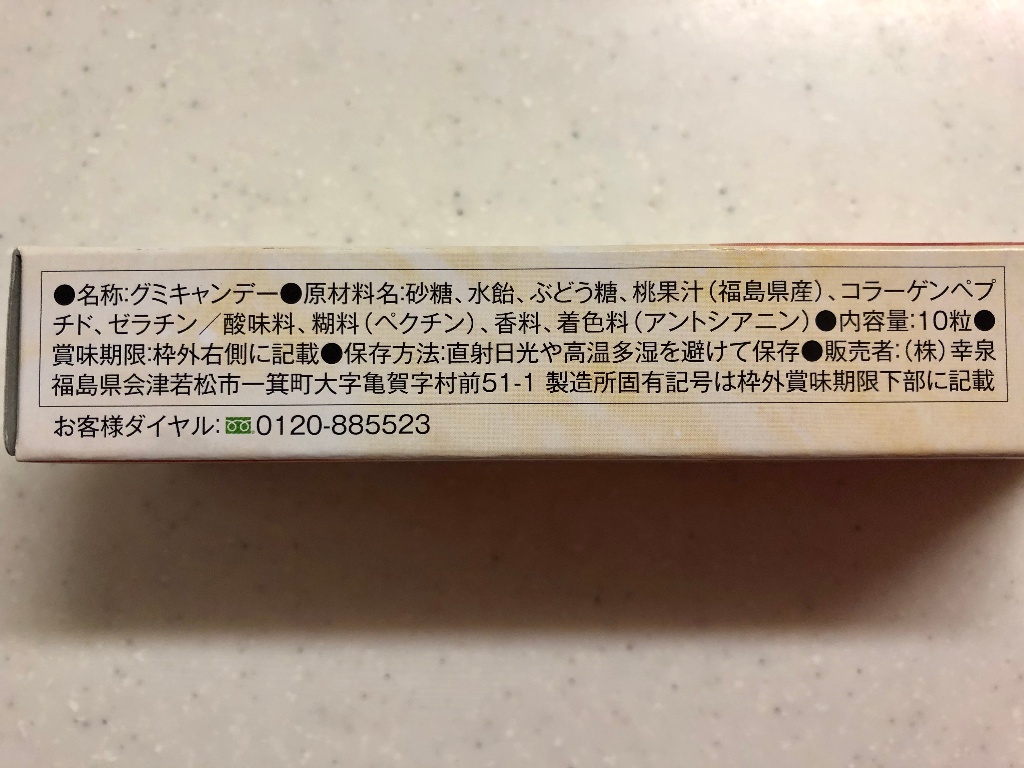 ●名称:グミキャンデー●原材料名:砂糖、水飴、ぶどう糖、桃果汁(福島県産)、コラーゲンペプ
チド、ゼラチン／酸味料、糊料(ペクチン)、香料、着色料(アントシアニン)●内容量:10粒●
賞味期限:枠外右側に記載●保存方法:直射日光や高温多湿を避けて保存●販売者:(株)幸泉
福島県会津若松市一箕町大字亀賀字村前51-1 製造所固有記号は枠外賞味期限下部に記載
お客様ダイヤル:0120-885523